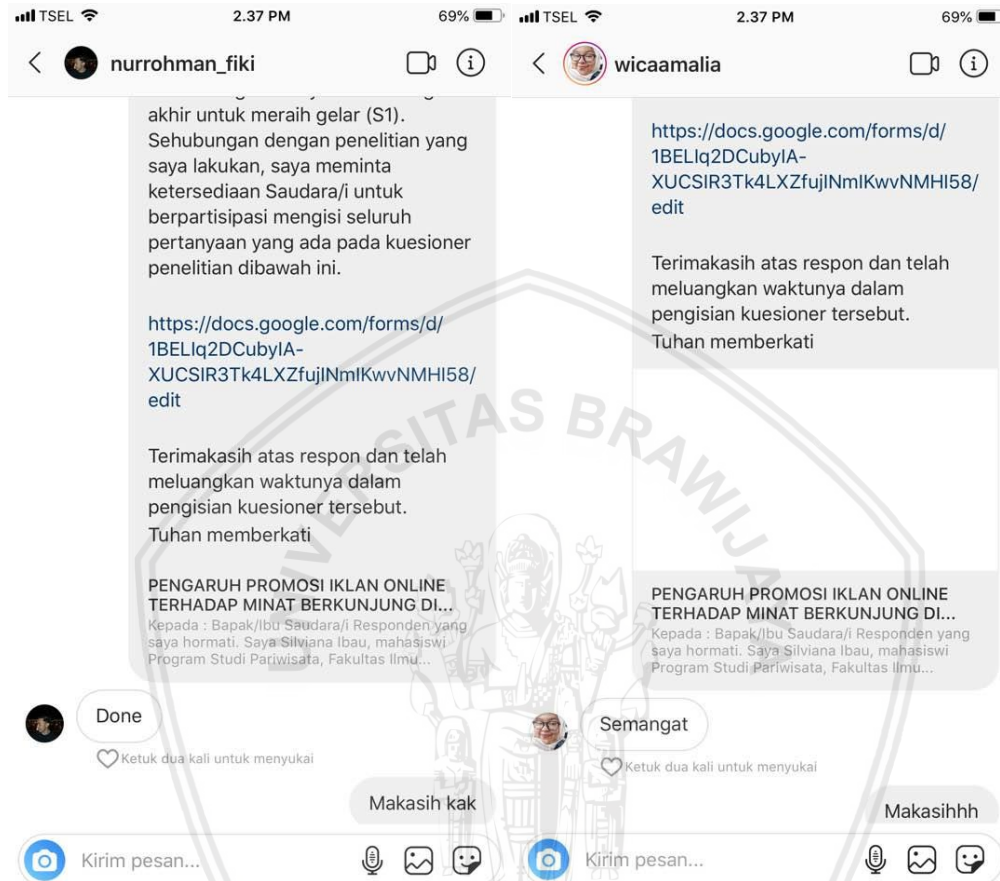 TSEL
2.37 PM
69%
nurrohman_fiki
akhir untuk meraih gelar (S1).
Sehubungan dengan penelitian yang
saya lakukan, saya meminta
ketersediaan Saudara/i untuk
berpartisipasi mengisi seluruh
pertanyaan yang ada pada kuesioner
penelitian dibawah ini.
https://docs.google.com/forms/d/
1BELIq2DCubyIA-
XUCSIR3Tk4LXZfujlNmlKwvNMHI58/
edit
Terimakasih atas respon dan telah
meluangkan waktunya dalam
pengisian kuesioner tersebut.
Tuhan memberkati
PENGARUH PROMOSI IKLAN ONLINE
TERHADAP MINAT BERKUNJUNG DI...
Kepada : Bapak/Ibu Saudara/i Responden yang
saya hormati. Saya Silviana Ibau, mahasiswi
Program Studi Pariwisata, Fakultas Ilmu...
Done
Ketuk dua kali untuk menyukai
Makasih kak
Kirim pesan...
TSEL
2.37 PM
69%
wicaamalia
https://docs.google.com/forms/d/
1BELIq2DCubyIA-
XUCSIR3Tk4LXZfujlNmlKwvNMHI58/
edit
Terimakasih atas respon dan telah
meluangkan waktunya dalam
pengisian kuesioner tersebut.
Tuhan memberkati
PENGARUH PROMOSI IKLAN ONLINE
TERHADAP MINAT BERKUNJUNG DI...
Kepada : Bapak/Ibu Saudara/i Responden yang
saya hormati. Saya Silviana Ibau, mahasiswi
Program Studi Pariwisata, Fakultas Ilmu...
Semangat
Ketuk dua kali untuk menyukai
Makasihhh
Kirim pesan...
UNIVERSITAS BRAWIJAYA